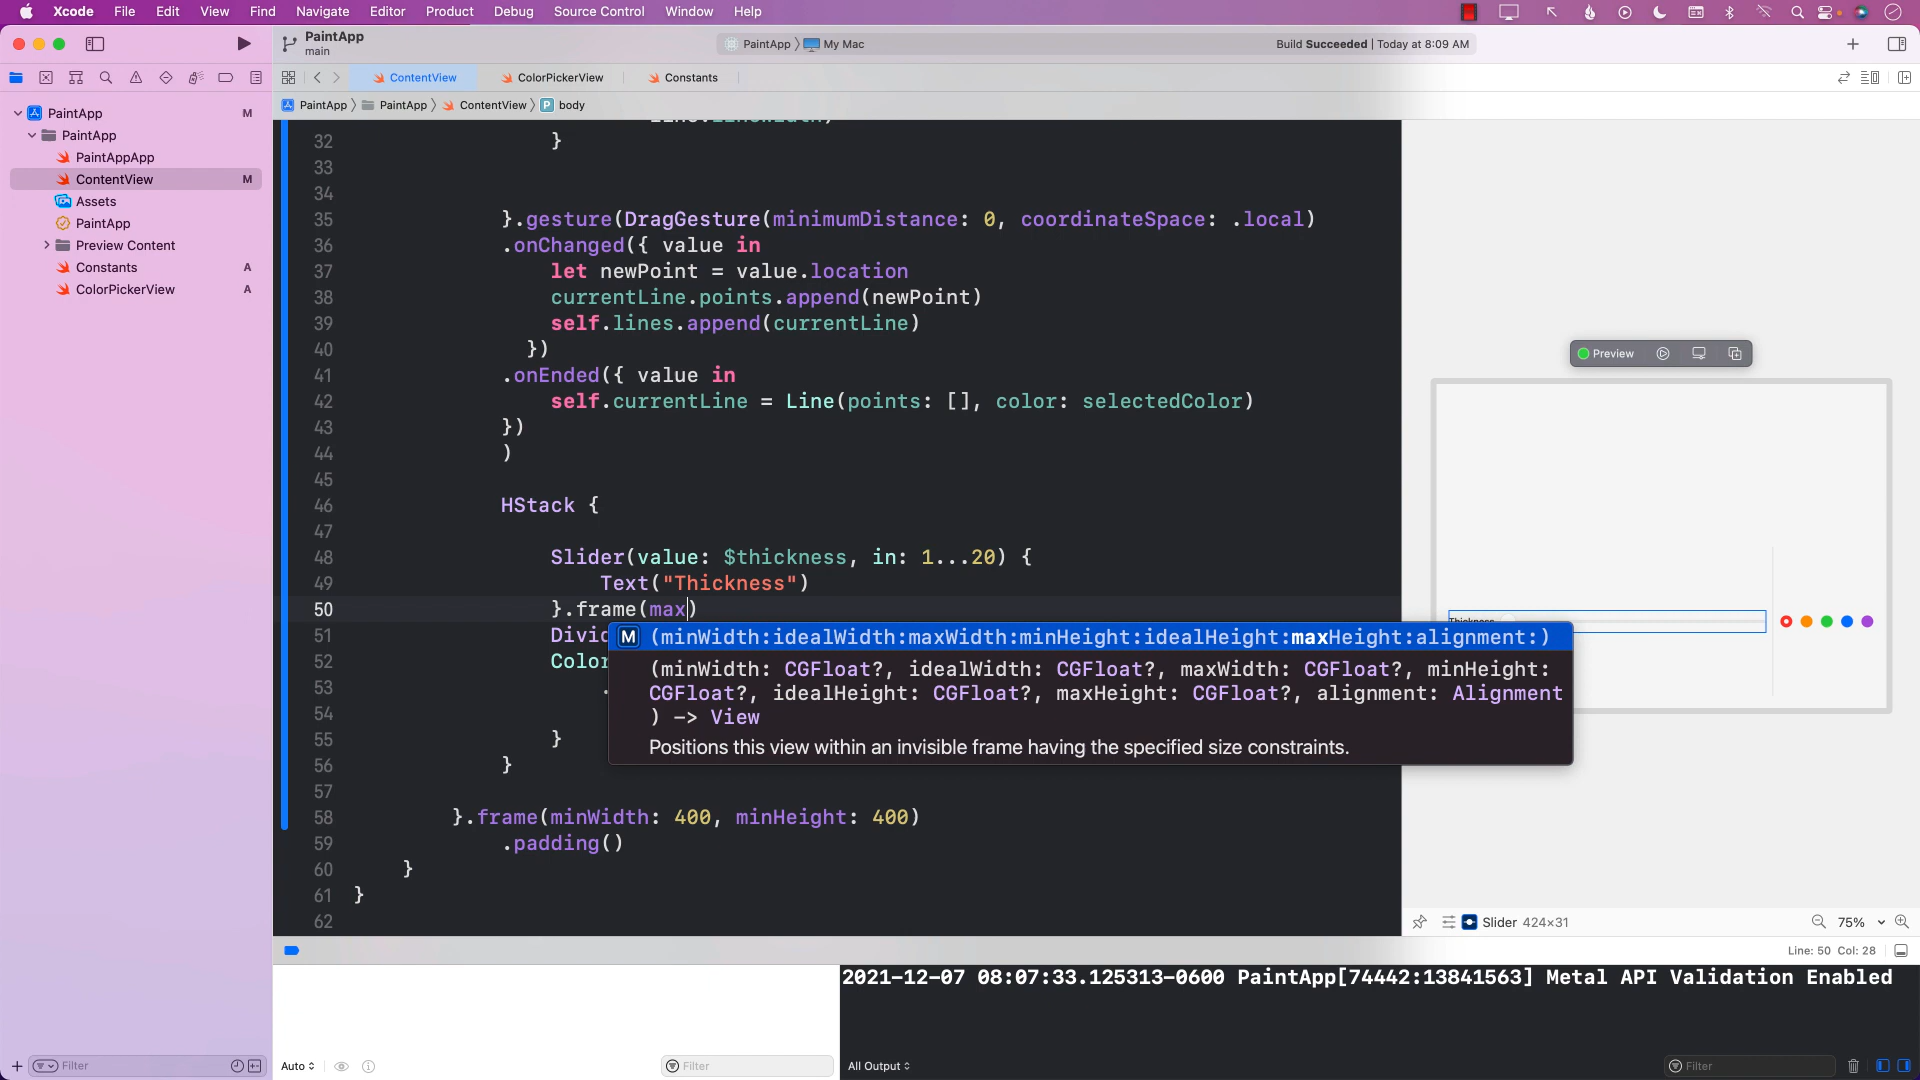 Xcode File Edit View Find Navigate Editor Product Debug Source Control Window Help
PaintApp
main
PaintApp My Mac
Build Succeeded | Today at 8:09 AM
ContentView ColorPickerView Constants
PaintApp PaintApp ContentView P body
PaintApp M
PaintApp
PaintAppApp
ContentView M
Assets
PaintApp
Preview Content
Constants A
ColorPickerView A
32 }
33
34
35 }.gesture(DragGesture(minimumDistance: 0, coordinateSpace: .local)
36 .onChanged({ value in
37 let newPoint = value.location
38 currentLine.points.append(newPoint)
39 self.lines.append(currentLine)
40 })
41 .onEnded({ value in
42 self.currentLine = Line(points: [], color: selectedColor)
43 })
44 )
45
46 HStack {
47
48 Slider(value: $thickness, in: 1...20) {
49 Text("Thickness")
50 }.frame(max)
51 Divid
52 Color
53 .
54
55 }
56 }
57
58 }.frame(minWidth: 400, minHeight: 400)
59 .padding()
60 }
61 }
62
M (minWidth:idealWidth:maxWidth:minHeight:idealHeight:maxHeight:alignment:)
(minWidth: CGFloat?, idealWidth: CGFloat?, maxWidth: CGFloat?, minHeight:
CGFloat?, idealHeight: CGFloat?, maxHeight: CGFloat?, alignment: Alignment
) -> View
Positions this view within an invisible frame having the specified size constraints.
Preview
Thickness
Slider 424×31
75%
Line: 50 Col: 28
2021-12-07 08:07:33.125313-0600 PaintApp[74442:13841563] Metal API Validation Enabled
Filter
Auto
Filter
All Output
Filter